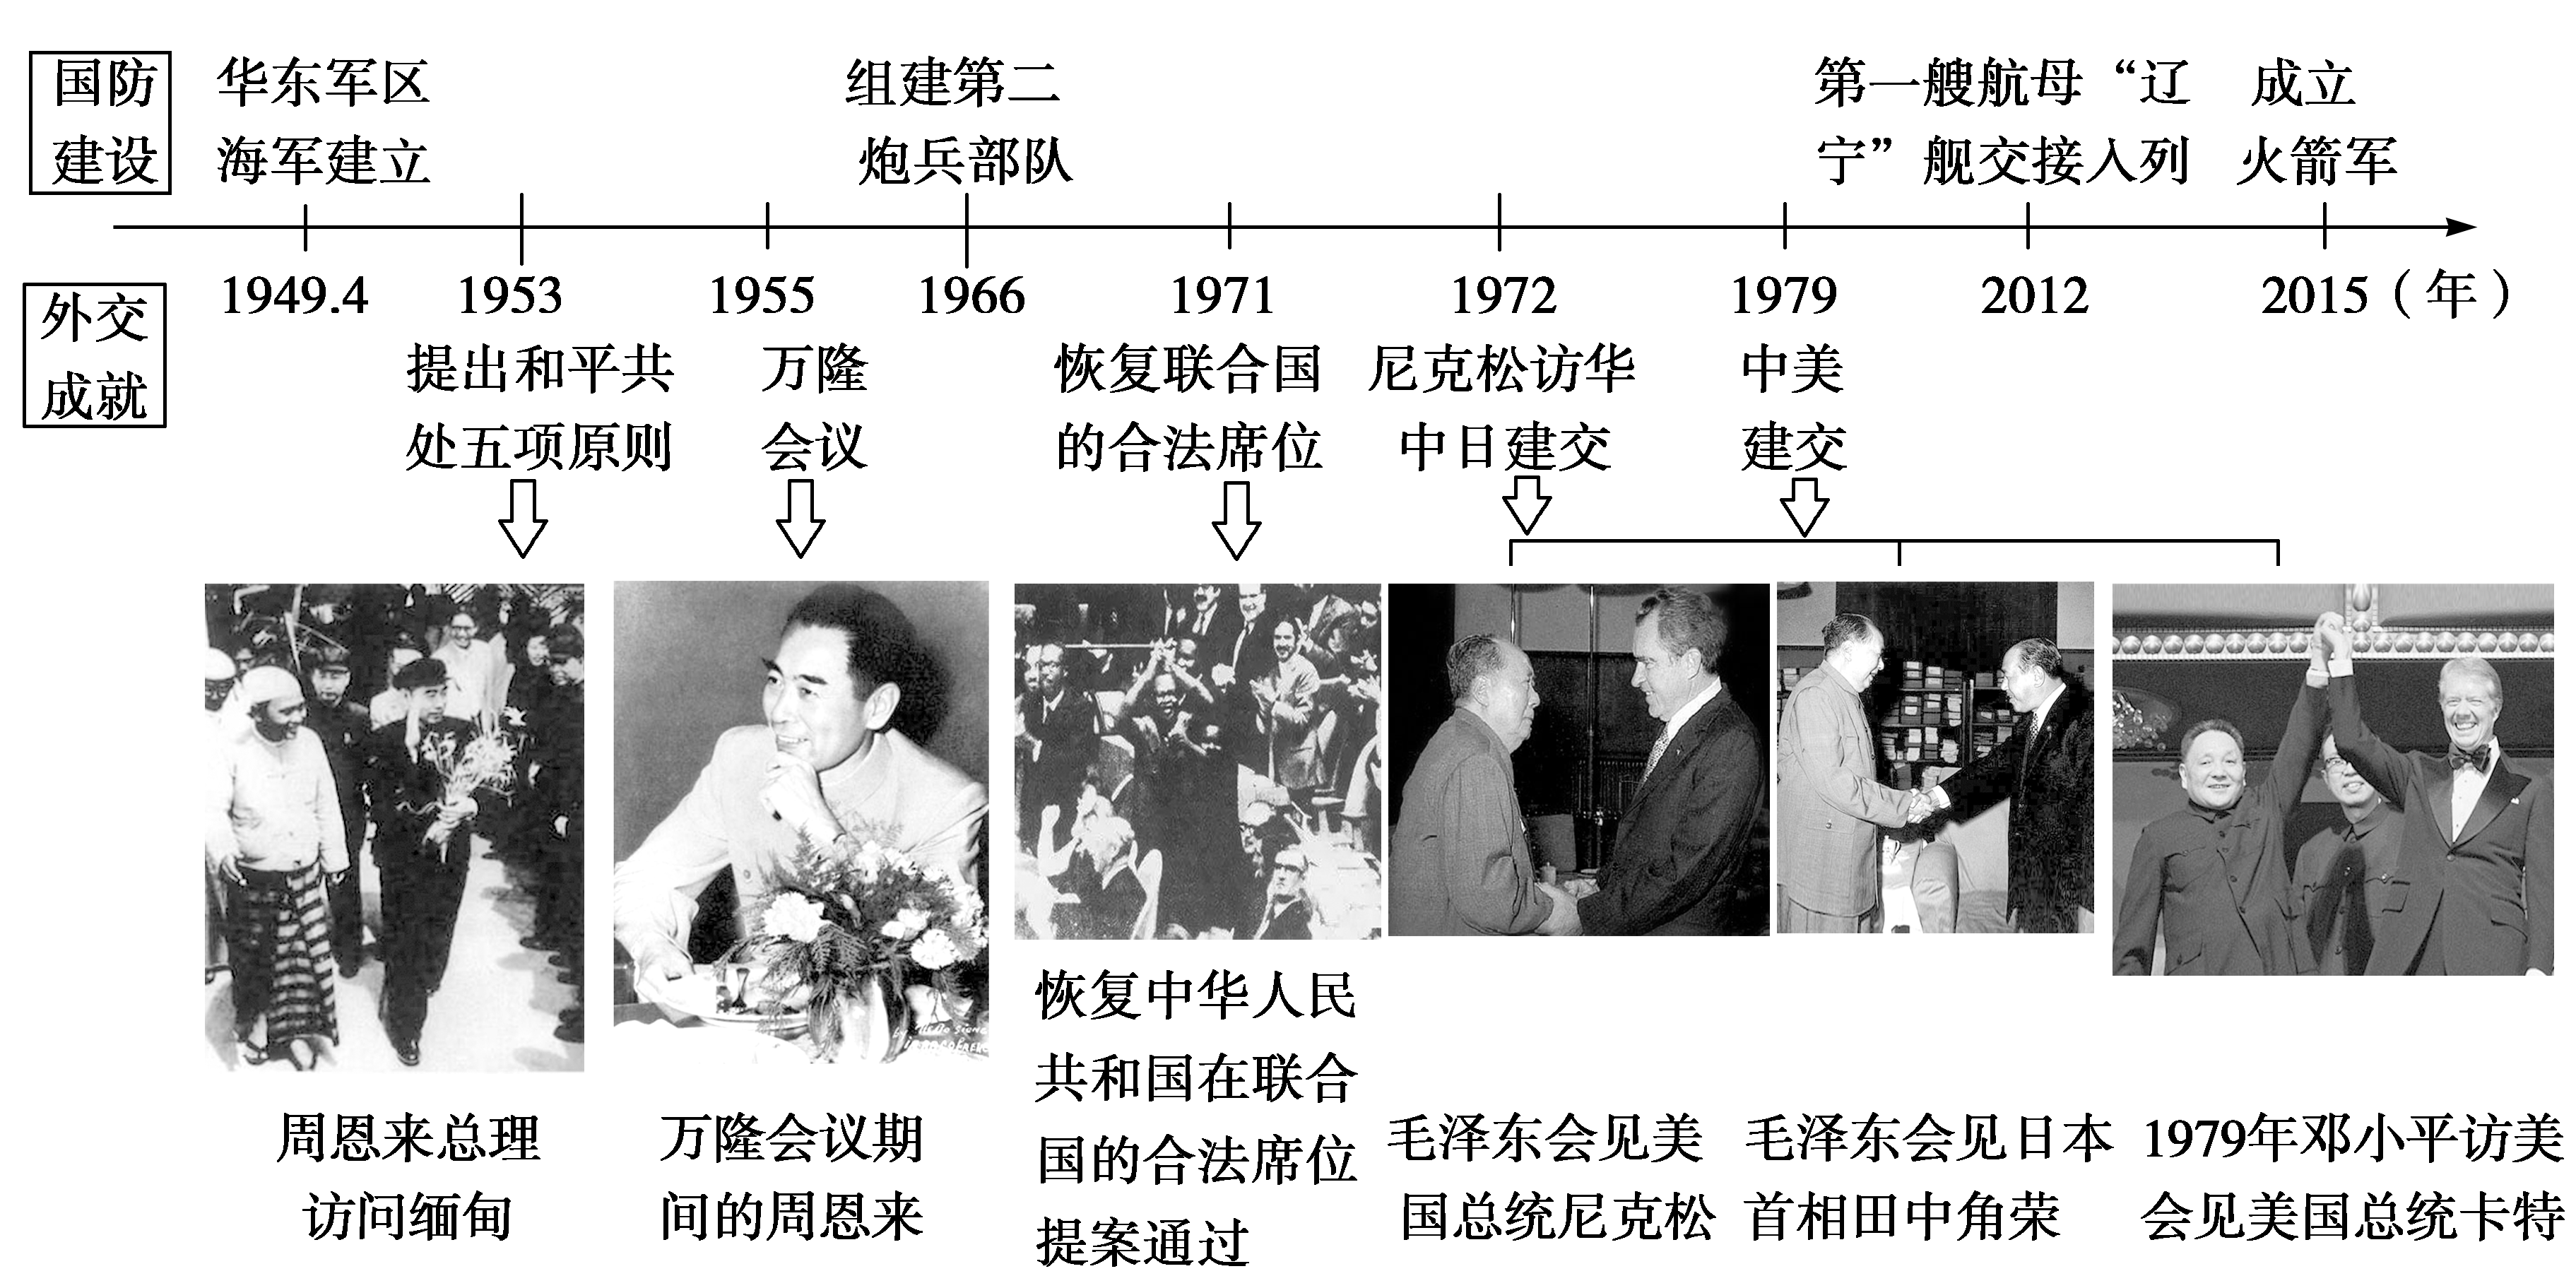 国防
建设
华东军区
海军建立
组建第二
炮兵部队
第一艘航母“辽
宁”舰交接入列
成立
火箭军
1949.4
1953
1955
1966
1971
1972
1979
2012
2015（年）
外交
成就
提出和平共
处五项原则
万隆
会议
恢复联合国
的合法席位
尼克松访华
中日建交
中美
建交
周恩来总理
访问缅甸
万隆会议期
间的周恩来
恢复中华人民
共和国在联合
国的合法席位
提案通过
毛泽东会见美
国总统尼克松
毛泽东会见日本
首相田中角荣
1979年邓小平访美
会见美国总统卡特